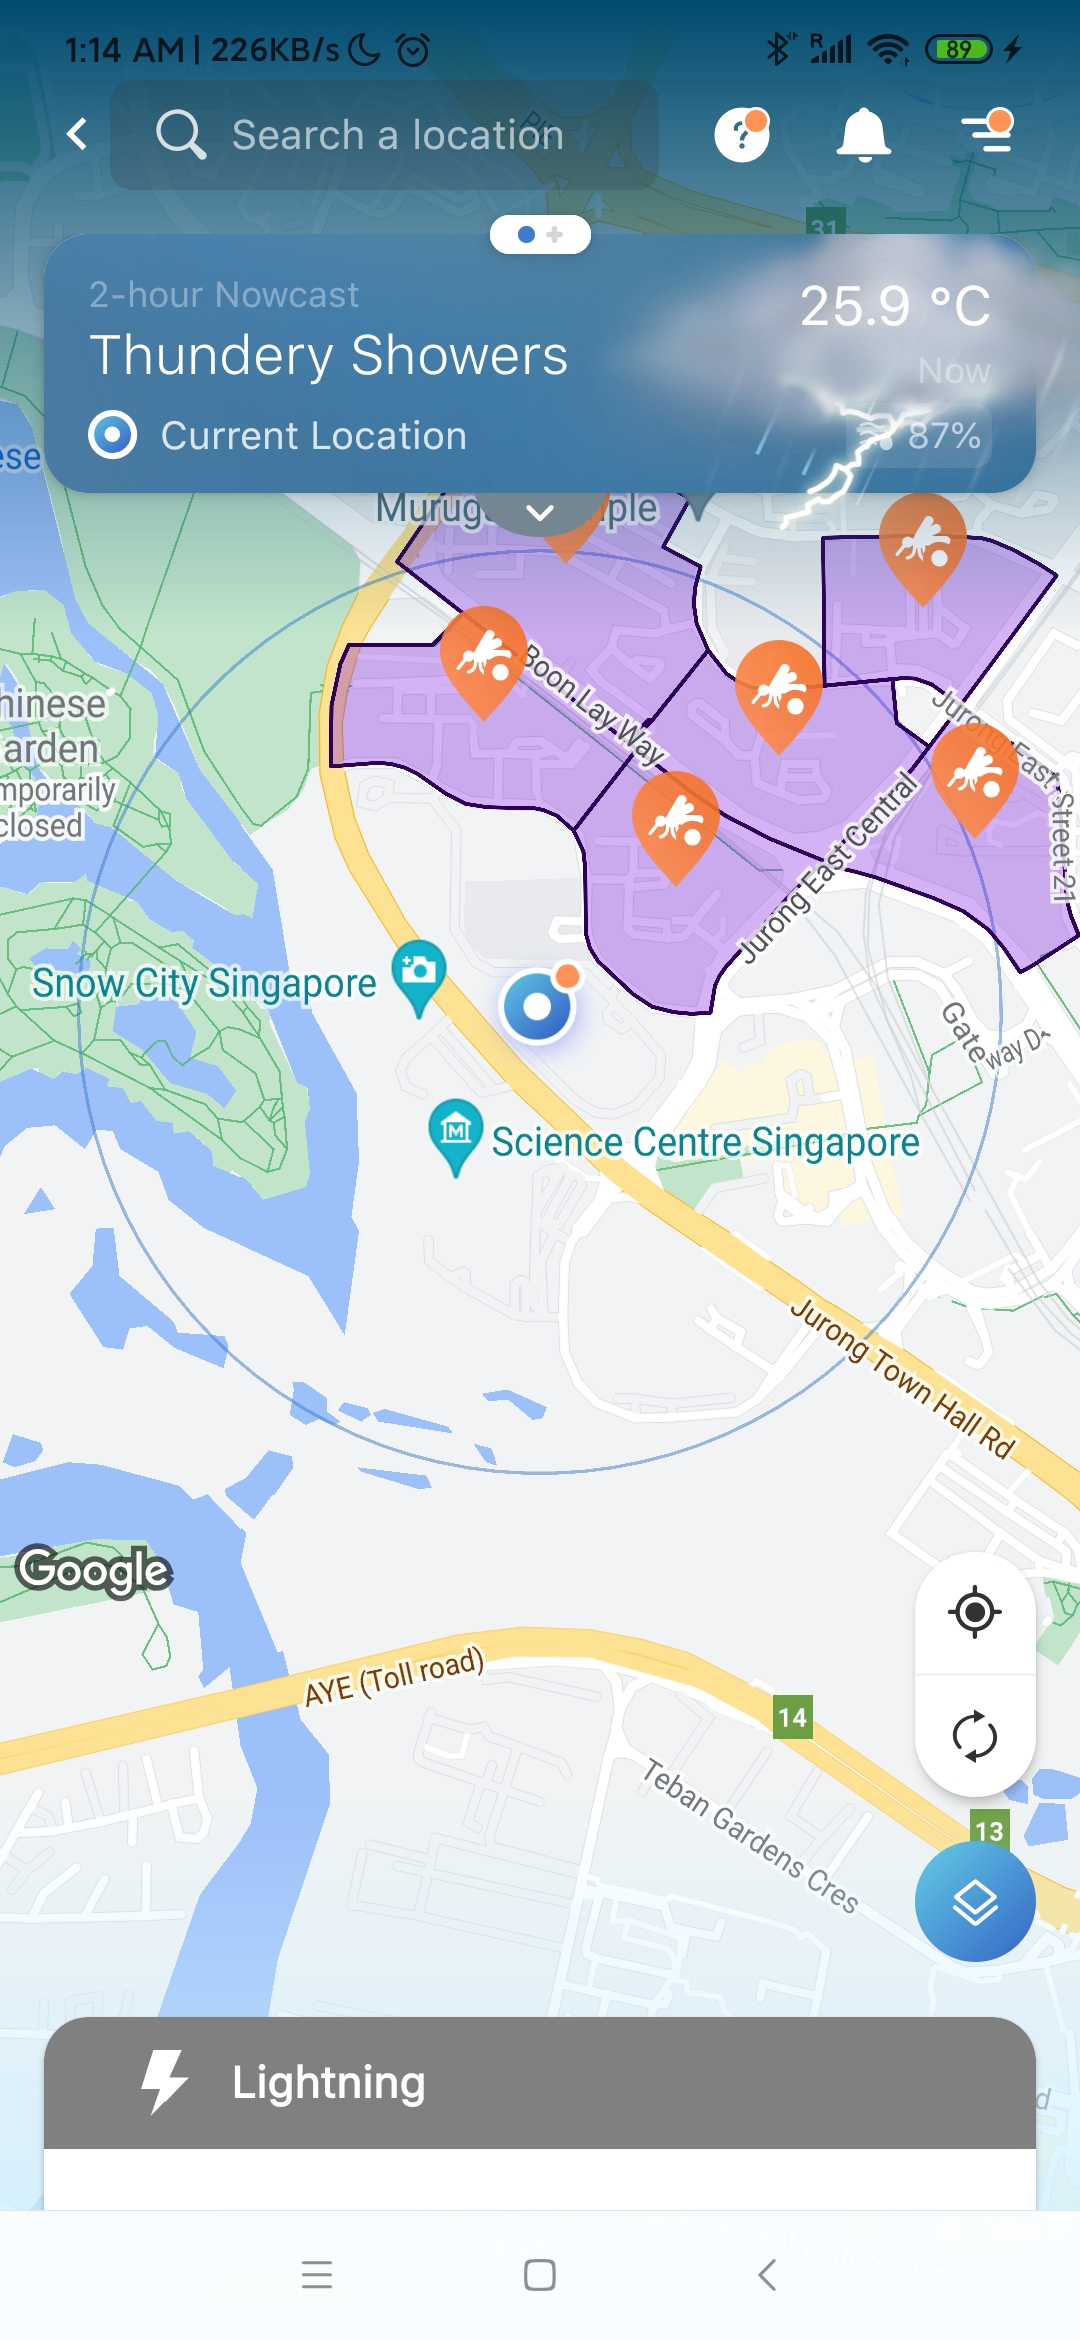 1:14 AM | 226KB/s
R
89
Search a location
31
2-hour Nowcast
25.9 °C
Thundery Showers
Now
Current Location
87%
ese
Murug
ple
Boon Lay Way
Jurong East Street 21
hinese
arden
mporarily
closed
Jurong East Central
Snow City Singapore
Gateway Dr
Science Centre Singapore
Jurong Town Hall Rd
Google
AYE (Toll road)
14
Teban Gardens Cres
13
Lightning
d